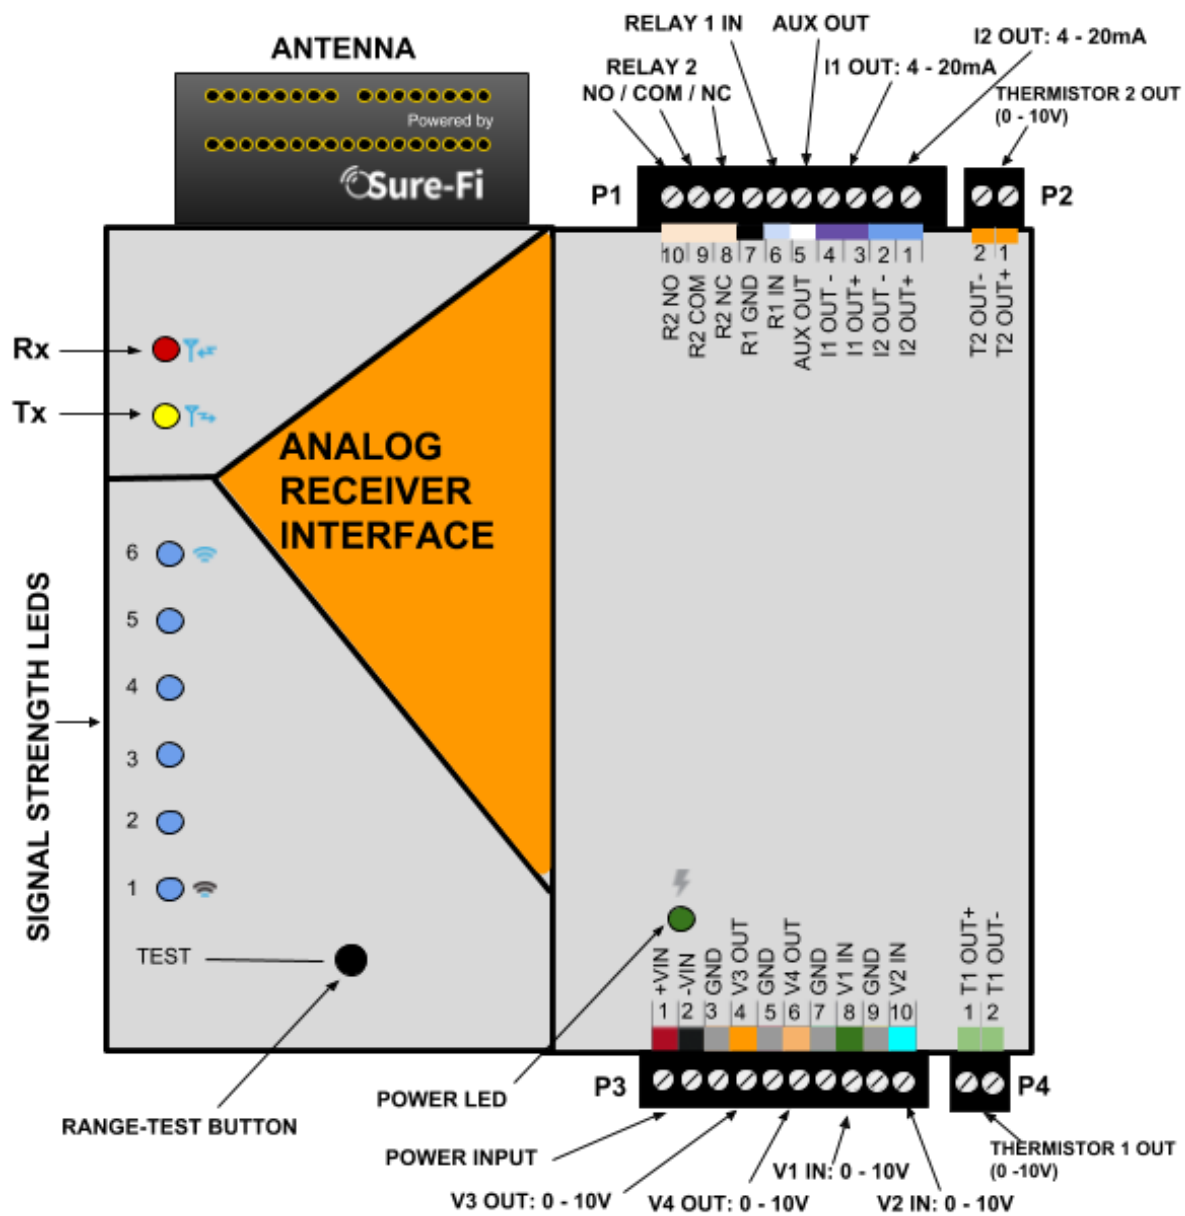 ANTENNA
Powered by
Sure-Fi
RELAY 1 IN
AUX OUT
I2 OUT: 4 - 20mA
RELAY 2
NO / COM / NC
I1 OUT: 4 - 20mA
THERMISTOR 2 OUT
(0 - 10V)
P1
P2
10 9 8 7 6 5 4 3 2 1
R2 NO
R2 COM
R2 NC
R1 GND
R1 IN
AUX OUT
I1 OUT -
I1 OUT+
I2 OUT -
I2 OUT+
2 1
T2 OUT-
T2 OUT+
Rx
Tx
ANALOG
RECEIVER
INTERFACE
SIGNAL STRENGTH LEDS
6
5
4
3
2
1
TEST
+VIN
-VIN
GND
V3 OUT
GND
V4 OUT
GND
V1 IN
GND
V2 IN
1 2 3 4 5 6 7 8 9 10
T1 OUT+
T1 OUT-
1 2
P3
P4
RANGE-TEST BUTTON
POWER LED
POWER INPUT
V3 OUT: 0 - 10V
V4 OUT: 0 - 10V
V1 IN: 0 - 10V
V2 IN: 0 - 10V
THERMISTOR 1 OUT
(0 -10V)